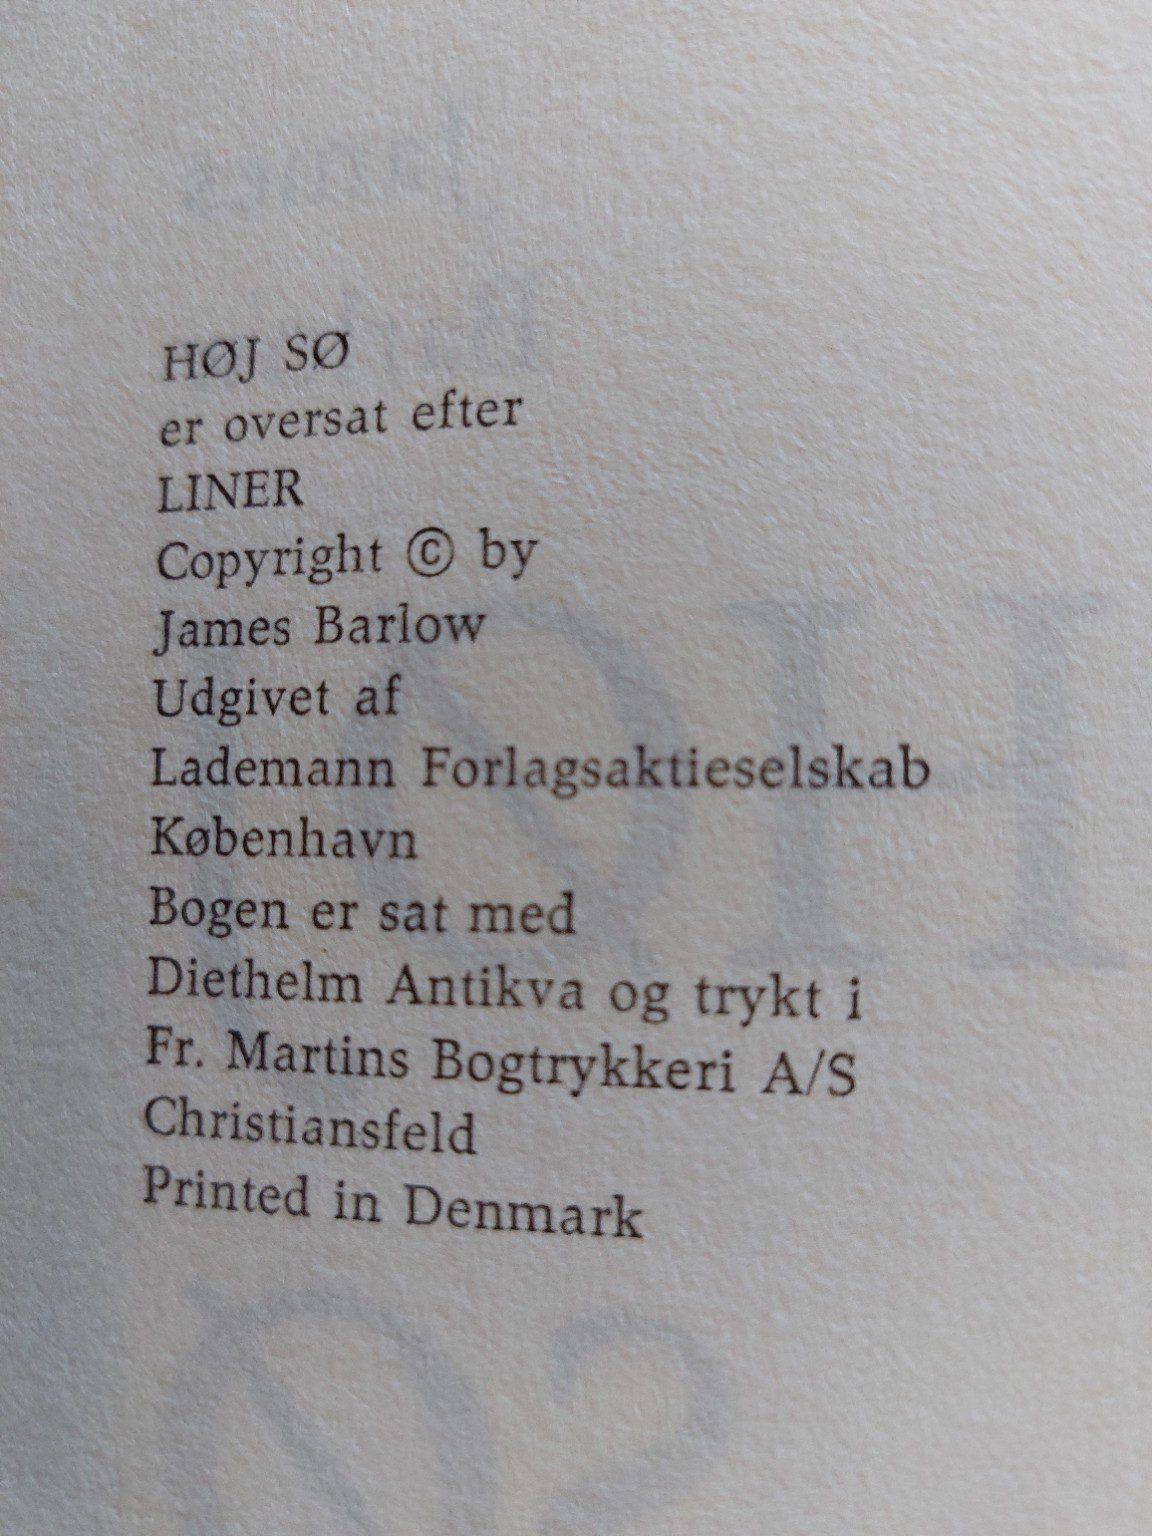 HØJ SØ
er oversat efter
LINER
Copyright © by
James Barlow
Udgivet af
Lademann Forlagsaktieselskab
København
Bogen er sat med
Diethelm Antikva og trykt i
Fr. Martins Bogtrykkeri A/S
Christiansfeld
Printed in Denmark